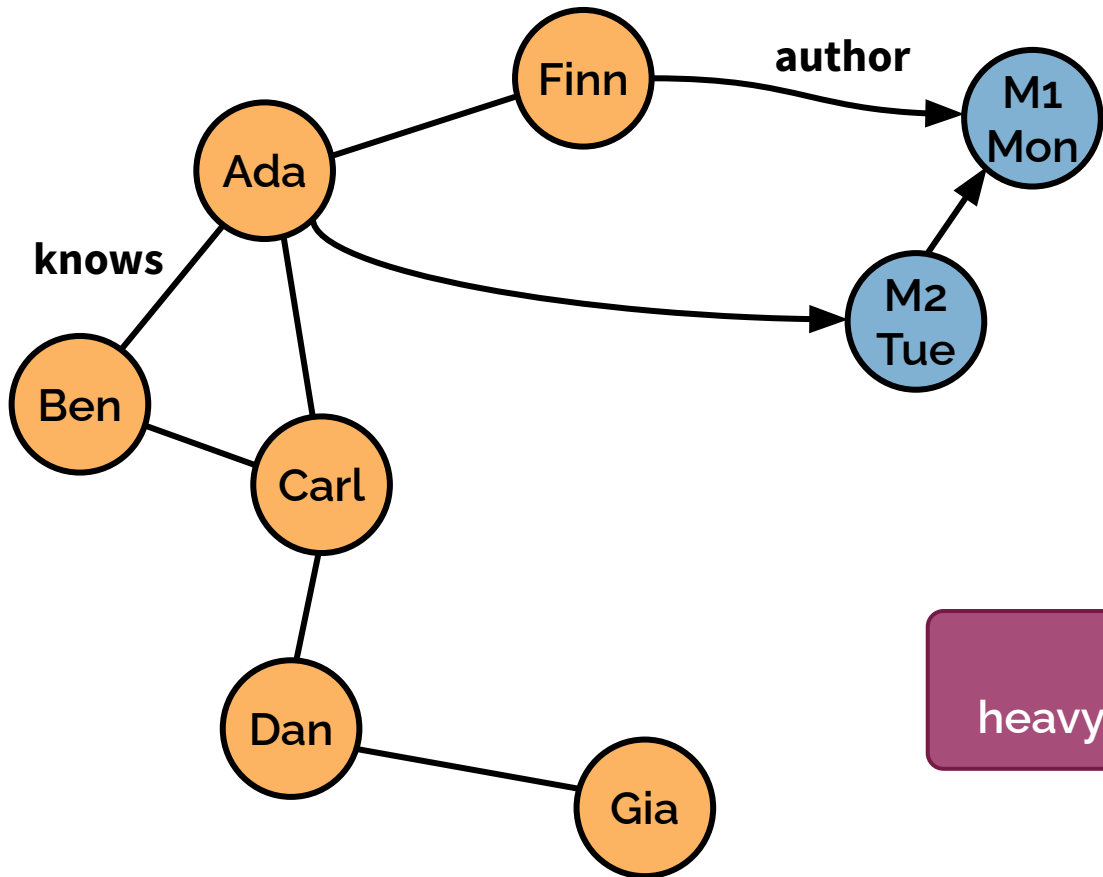 Finn
author
M1
Mon
Ada
knows
M2
Tue
Ben
Carl
heavy
Dan
Gia